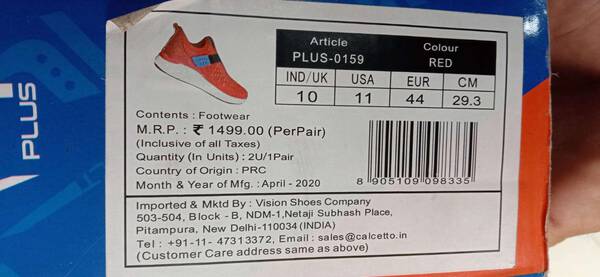 PLUS
Article
Colour
PLUS-0159
RED
IND/UK
USA
EUR
CM
10
11
44
29.3
Contents : Footwear
M.R.P. : ₹ 1499.00 (PerPair)
(Inclusive of all Taxes)
Quantity (In Units) : 2U/1Pair
Country of Origin : PRC
Month & Year of Mfg : April - 2020
8 905109 098335
Imported & Mktd By : Vision Shoes Company
503-504, Block - B, NDM-1,Netaji Subhash Place,
Pitampura, New Delhi-110034(INDIA)
Tel : +91-11- 47313372, Email : sales@calcetto.in
(Customer Care address same as above)